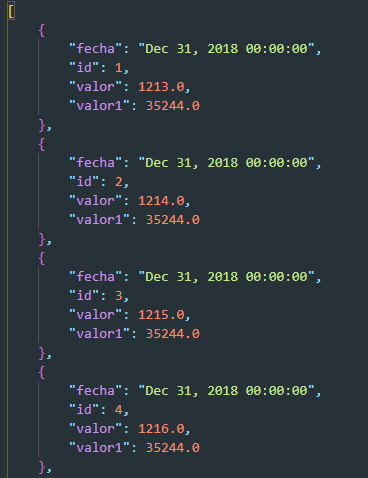 [
{
"fecha": "Dec 31, 2018 00:00:00",
"id": 1,
"valor": 1213.0,
"valor1": 35244.0
},
{
"fecha": "Dec 31, 2018 00:00:00",
"id": 2,
"valor": 1214.0,
"valor1": 35244.0
},
{
"fecha": "Dec 31, 2018 00:00:00",
"id": 3,
"valor": 1215.0,
"valor1": 35244.0
},
{
"fecha": "Dec 31, 2018 00:00:00",
"id": 4,
"valor": 1216.0,
"valor1": 35244.0
},